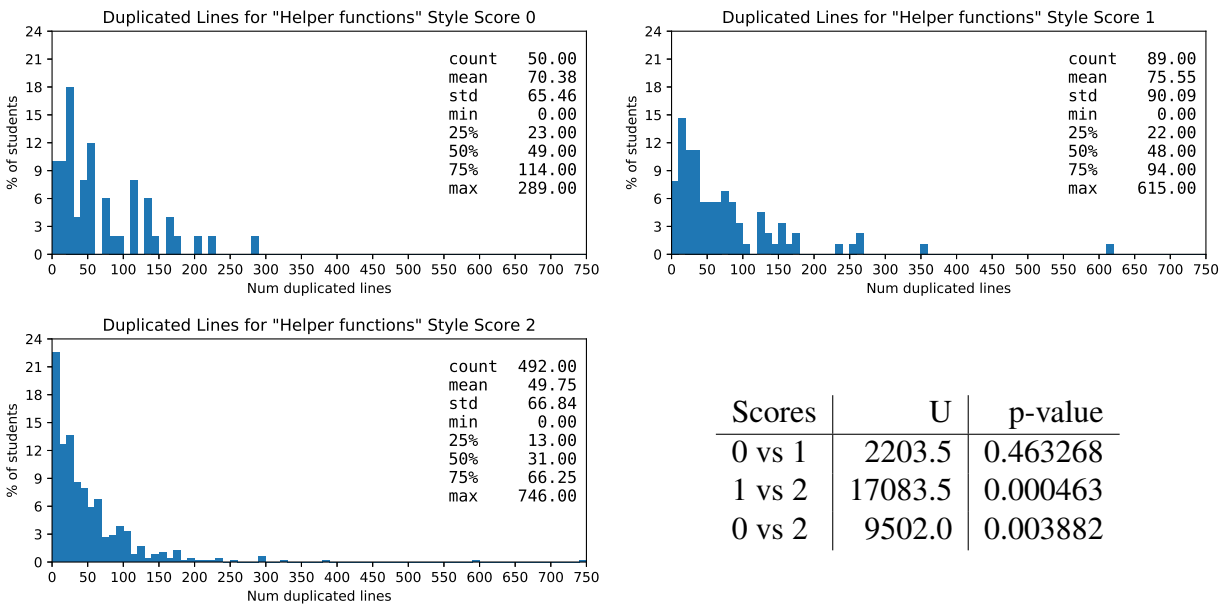 Duplicated Lines for "Helper functions" Style Score 0
% of students
24
21
18
15
12
9
6
3
0
count 50.00
mean 70.38
std 65.46
min 0.00
25% 23.00
50% 49.00
75% 114.00
max 289.00
0 50 100 150 200 250 300 350 400 450 500 550 600 650 700 750
Num duplicated lines
Duplicated Lines for "Helper functions" Style Score 1
% of students
24
21
18
15
12
9
6
3
0
count 89.00
mean 75.55
std 90.09
min 0.00
25% 22.00
50% 48.00
75% 94.00
max 615.00
0 50 100 150 200 250 300 350 400 450 500 550 600 650 700 750
Num duplicated lines
Duplicated Lines for "Helper functions" Style Score 2
% of students
24
21
18
15
12
9
6
3
0
count 492.00
mean 49.75
std 66.84
min 0.00
25% 13.00
50% 31.00
75% 66.25
max 746.00
0 50 100 150 200 250 300 350 400 450 500 550 600 650 700 750
Num duplicated lines
Scores U p-value
0 vs 1 2203.5 0.463268
1 vs 2 17083.5 0.000463
0 vs 2 9502.0 0.003882